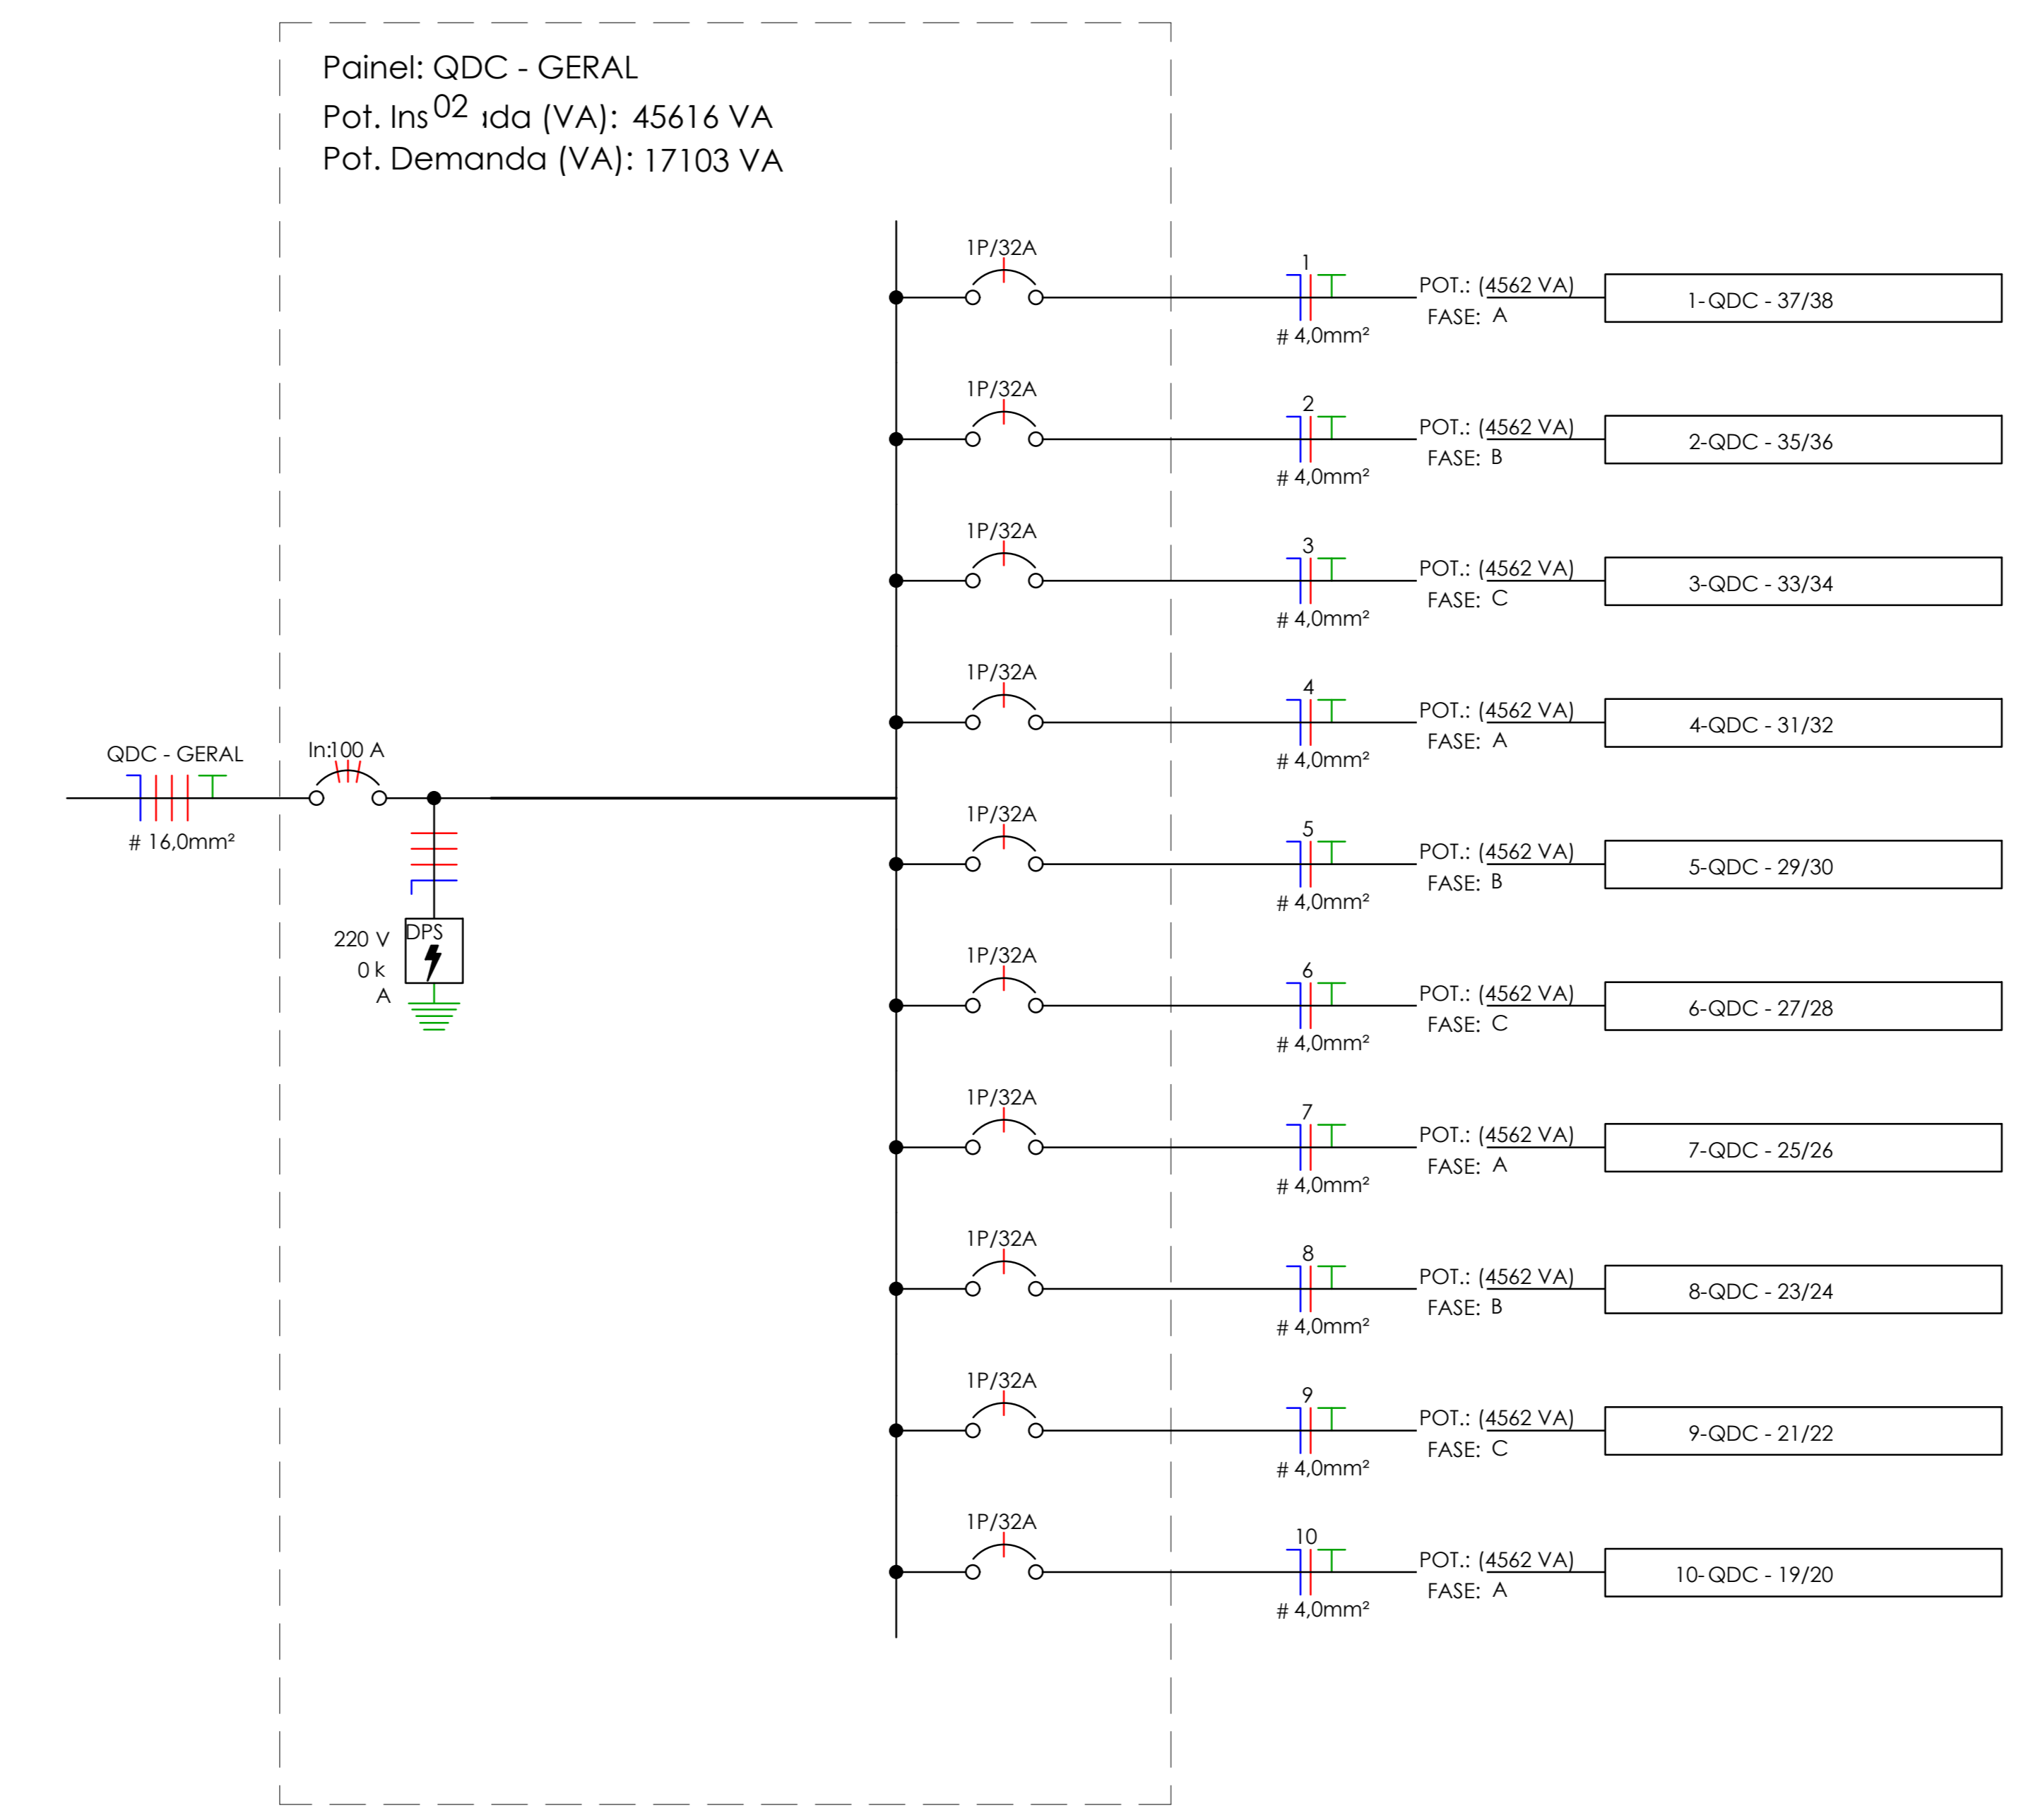 Painel: QDC - GERAL
02
Pot. Ins ada (VA): 45616 VA
Pot. Demanda (VA): 17103 VA
1P/32A
1
POT.: (4562 VA)
1-QDC - 37/38
FASE: A
# 4,0mm²
1P/32A
2
POT.: (4562 VA)
2-QDC - 35/36
FASE: B
# 4,0mm²
1P/32A
3
POT.: (4562 VA)
3-QDC - 33/34
FASE: C
# 4,0mm²
1P/32A
4
POT.: (4562 VA)
4-QDC - 31/32
FASE: A
# 4,0mm²
QDC - GERAL
In:100 A
# 16,0mm²
1P/32A
5
POT.: (4562 VA)
5-QDC - 29/30
FASE: B
# 4,0mm²
DPS
220 V
0 k
A
1P/32A
6
POT.: (4562 VA)
6-QDC - 27/28
FASE: C
# 4,0mm²
1P/32A
7
POT.: (4562 VA)
7-QDC - 25/26
FASE: A
# 4,0mm²
1P/32A
8
POT.: (4562 VA)
8-QDC - 23/24
FASE: B
# 4,0mm²
1P/32A
9
POT.: (4562 VA)
9-QDC - 21/22
FASE: C
# 4,0mm²
1P/32A
10
POT.: (4562 VA)
10-QDC - 19/20
FASE: A
# 4,0mm²